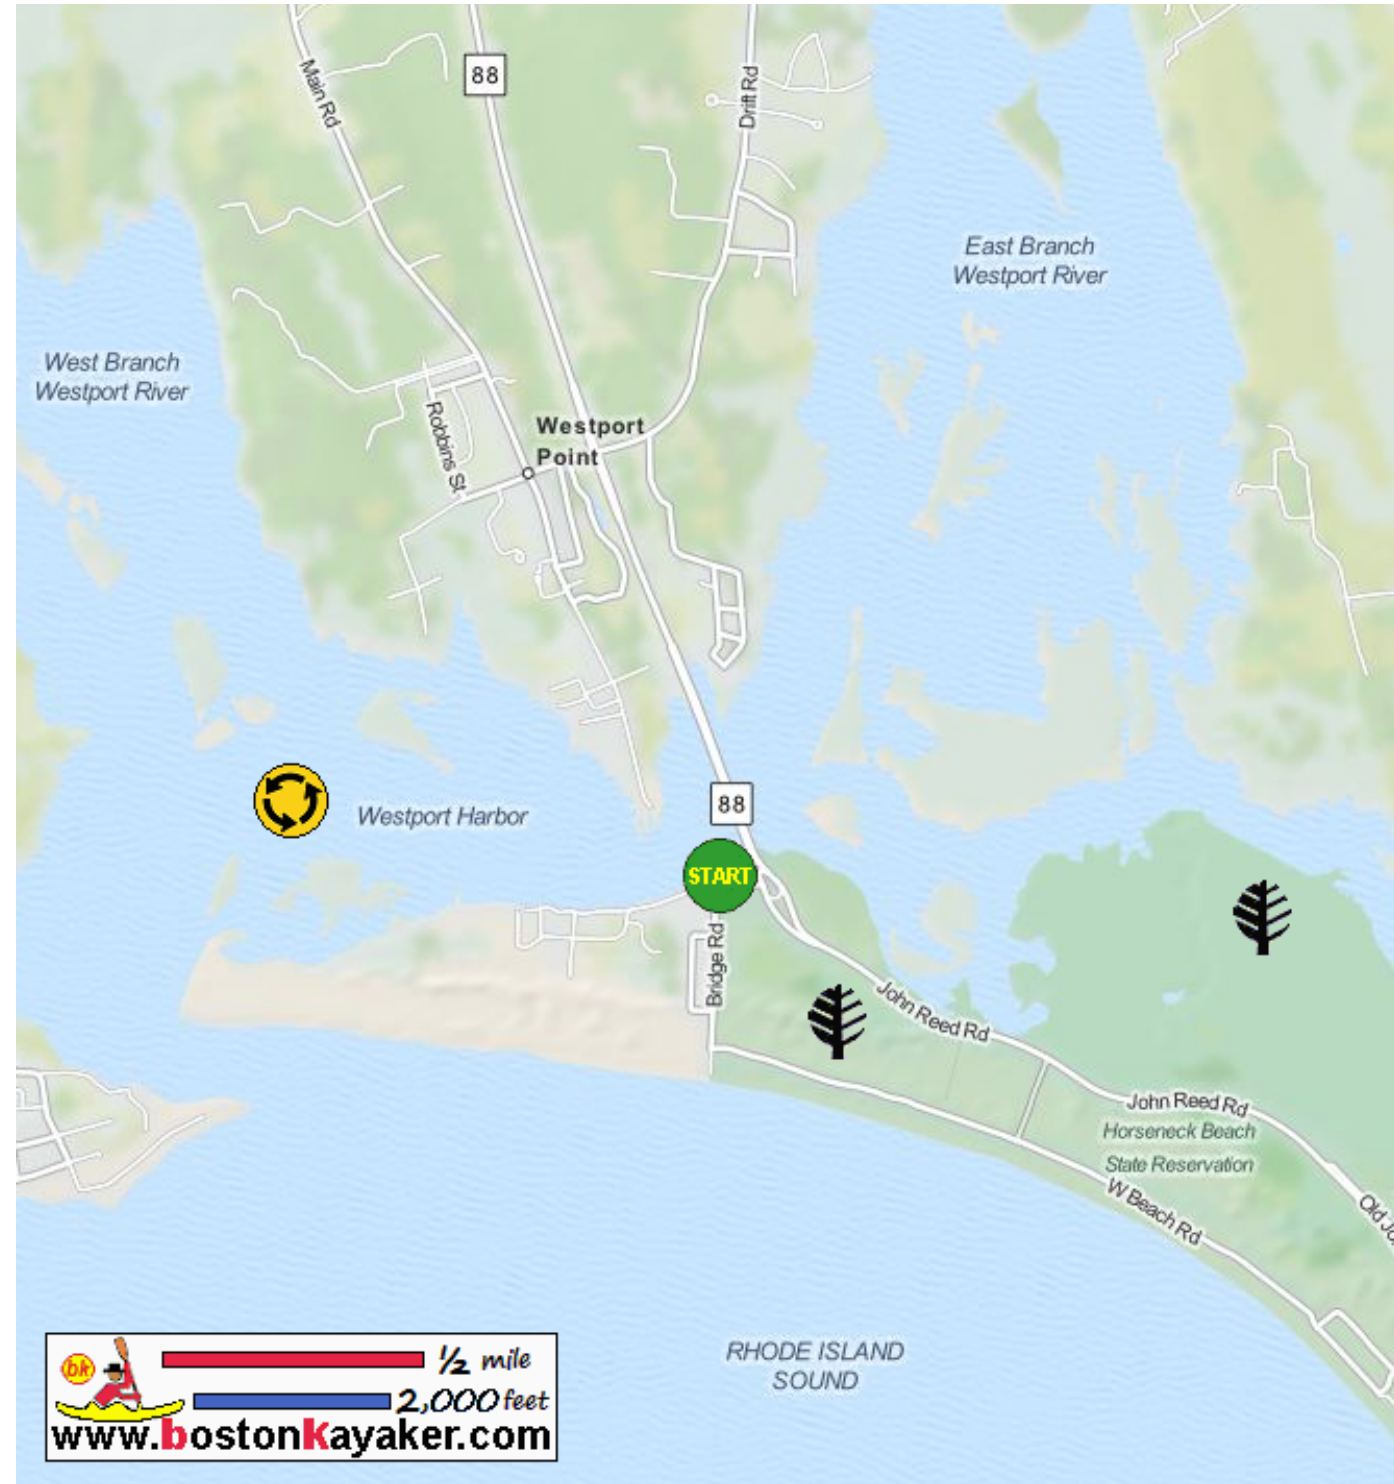 88
Main Rd
Drift Rd
East Branch
Westport River
West Branch
Westport River
Robbins St
Westport
Point
88
Westport Harbor
START
Bridge Rd
John Reed Rd
John Reed Rd
Horseneck Beach
State Reservation
W Beach Rd
Old Jo
RHODE ISLAND
SOUND
bk
½ mile
2,000 feet
www.bostonkayaker.com